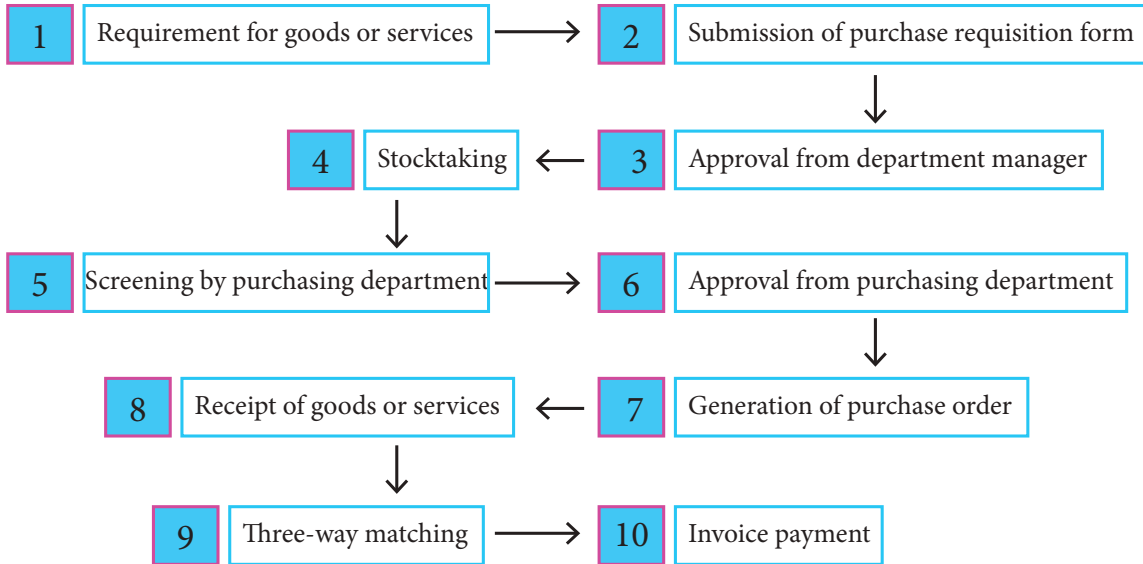 1 Requirement for goods or services
2 Submission of purchase requisition form
3 Approval from department manager
4 Stocktaking
5 Screening by purchasing department
6 Approval from purchasing department
7 Generation of purchase order
8 Receipt of goods or services
9 Three-way matching
10 Invoice payment